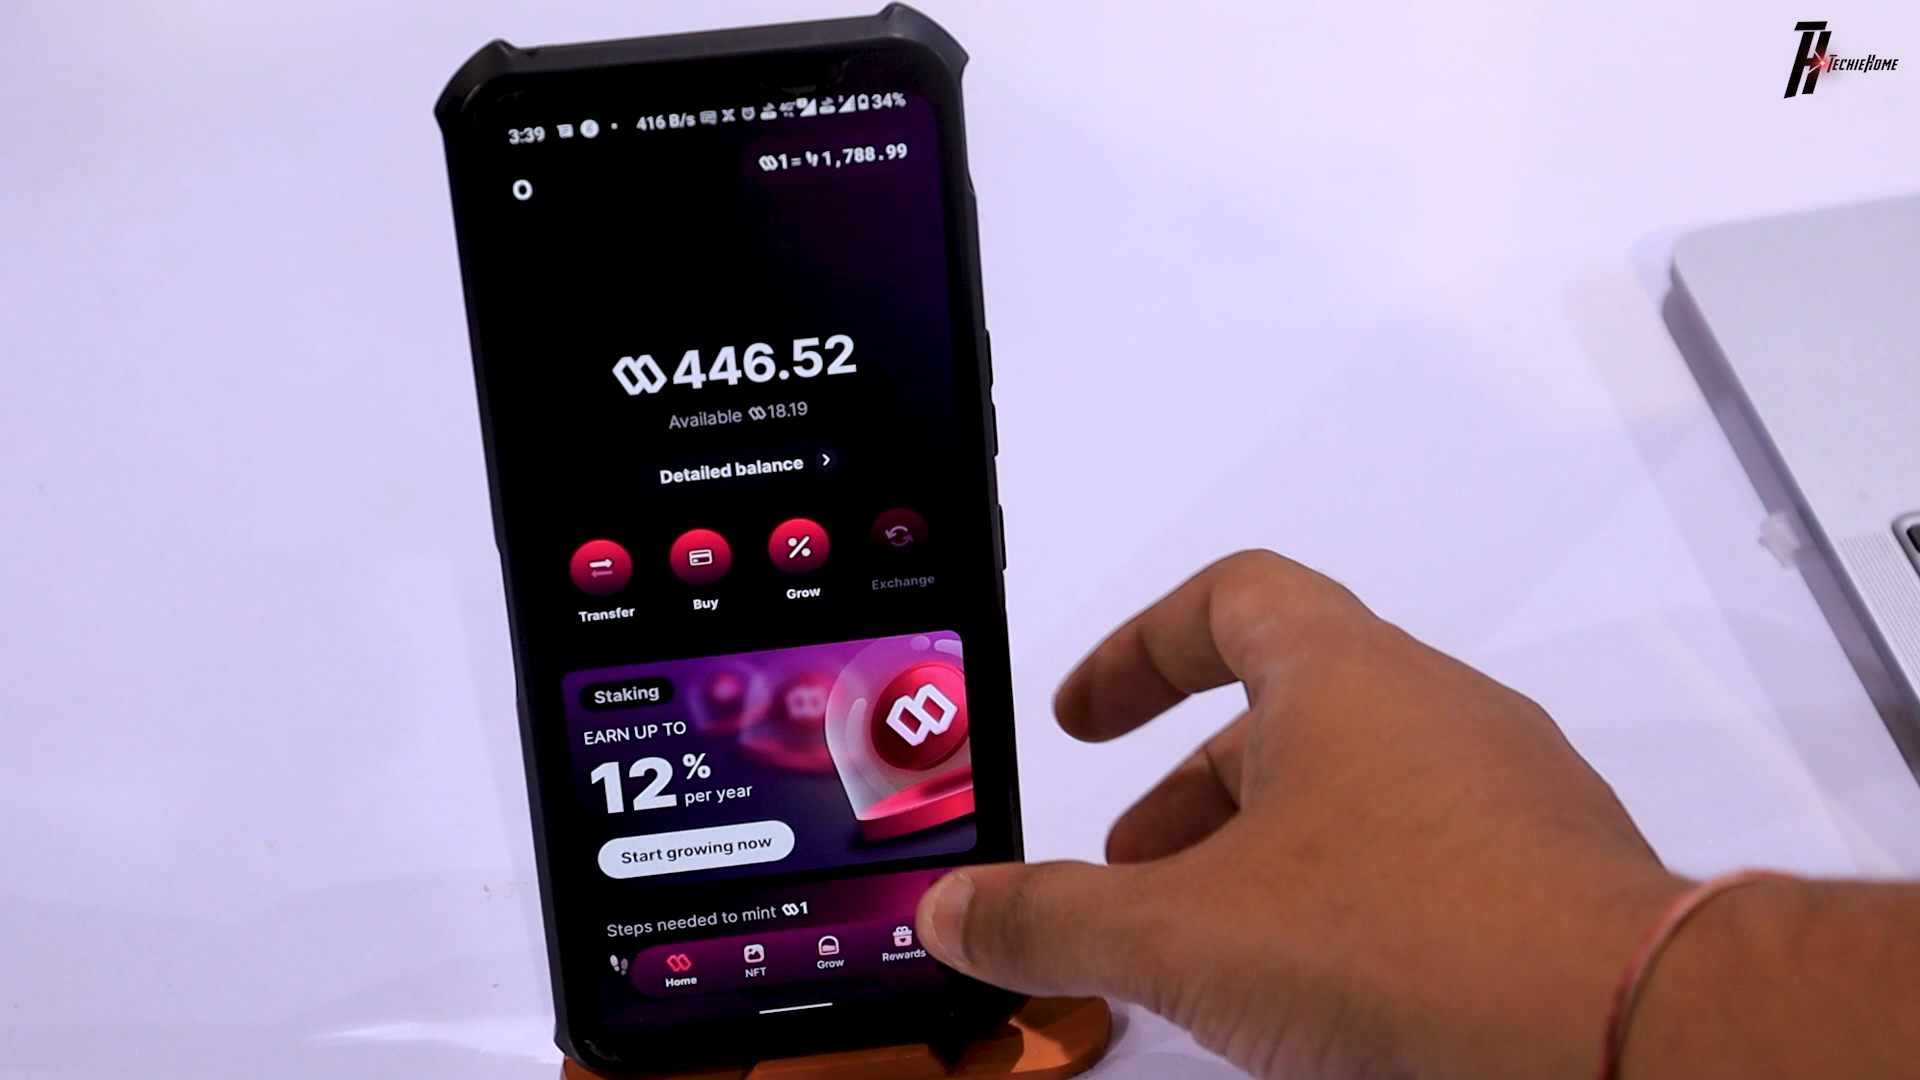 TH TECHIEHOME
3:39 416 B/s 4G+ 34%
1= 1,788.99
O
446.52
Available 18.19
Detailed balance >
Transfer Buy Grow Exchange
Staking
EARN UP TO
12% per year
Start growing now
Steps needed to mint 1
Home NFT Grow Rewards